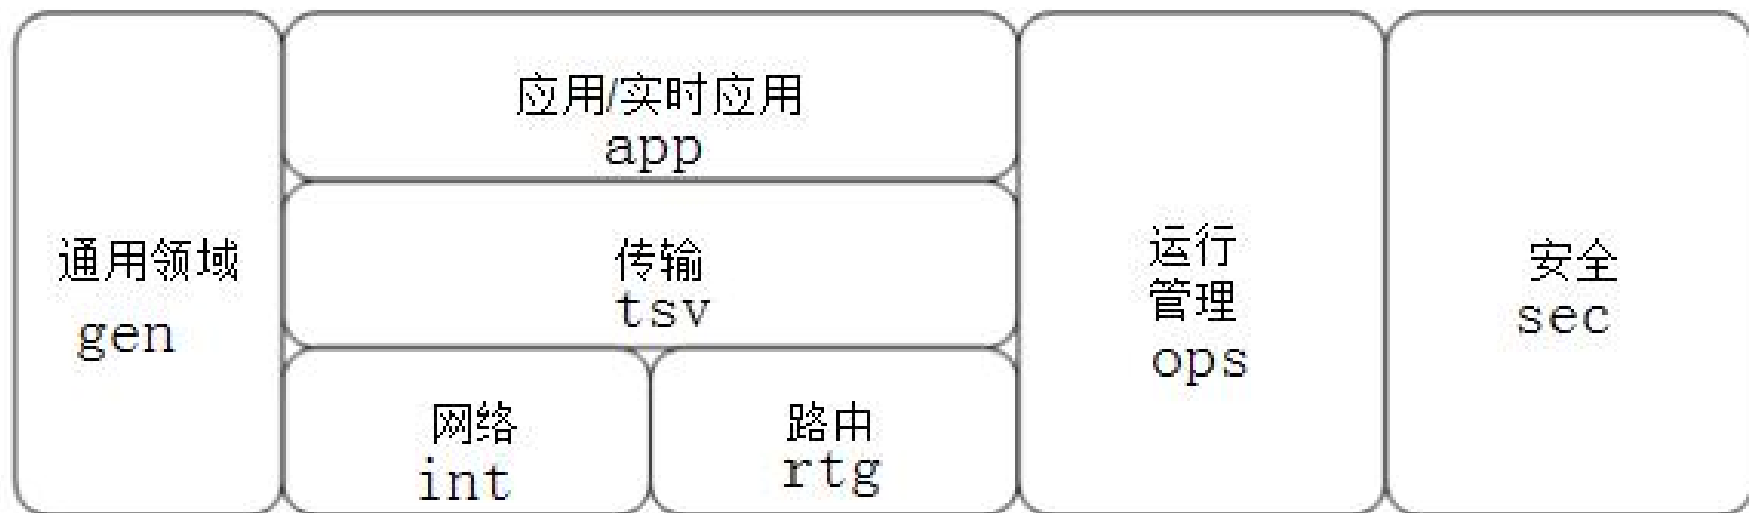 通用领域
gen
应用/实时应用
app
传输
tsv
网络
int
路由
rtg
运行
管理
ops
安全
sec